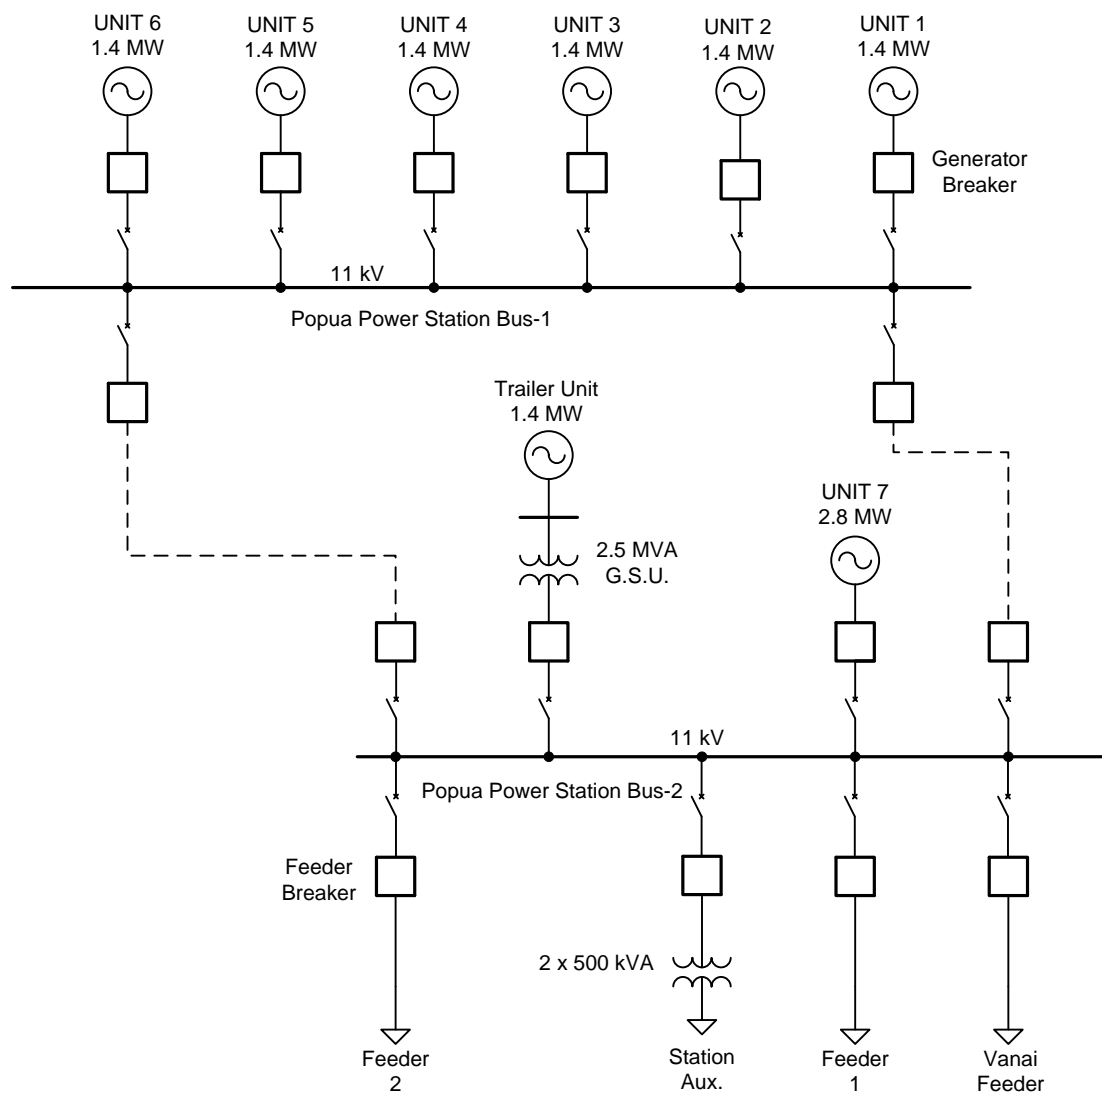 UNIT 6
1.4 MW
UNIT 5
1.4 MW
UNIT 4
1.4 MW
UNIT 3
1.4 MW
UNIT 2
1.4 MW
UNIT 1
1.4 MW
Generator
Breaker
11 kV
Popua Power Station Bus-1
Trailer Unit
1.4 MW
UNIT 7
2.8 MW
2.5 MVA
G.S.U.
11 kV
Popua Power Station Bus-2
Feeder
Breaker
2 x 500 kVA
Feeder
2
Station
Aux.
Feeder
1
Vanai
Feeder